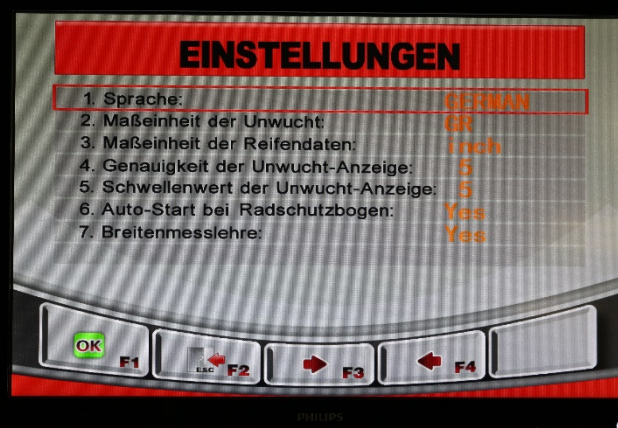 EINSTELLUNGEN
1. Sprache: GERMAN
2. Maßeinheit der Unwucht: GR
3. Maßeinheit der Reifendaten: inch
4. Genauigkeit der Unwucht-Anzeige: 5
5. Schwellenwert der Unwucht-Anzeige: 5
6. Auto-Start bei Radschutzbogen: Yes
7. Breitenmesslehre: Yes
OK F1 ESC F2 F3 F4
PHILIPS